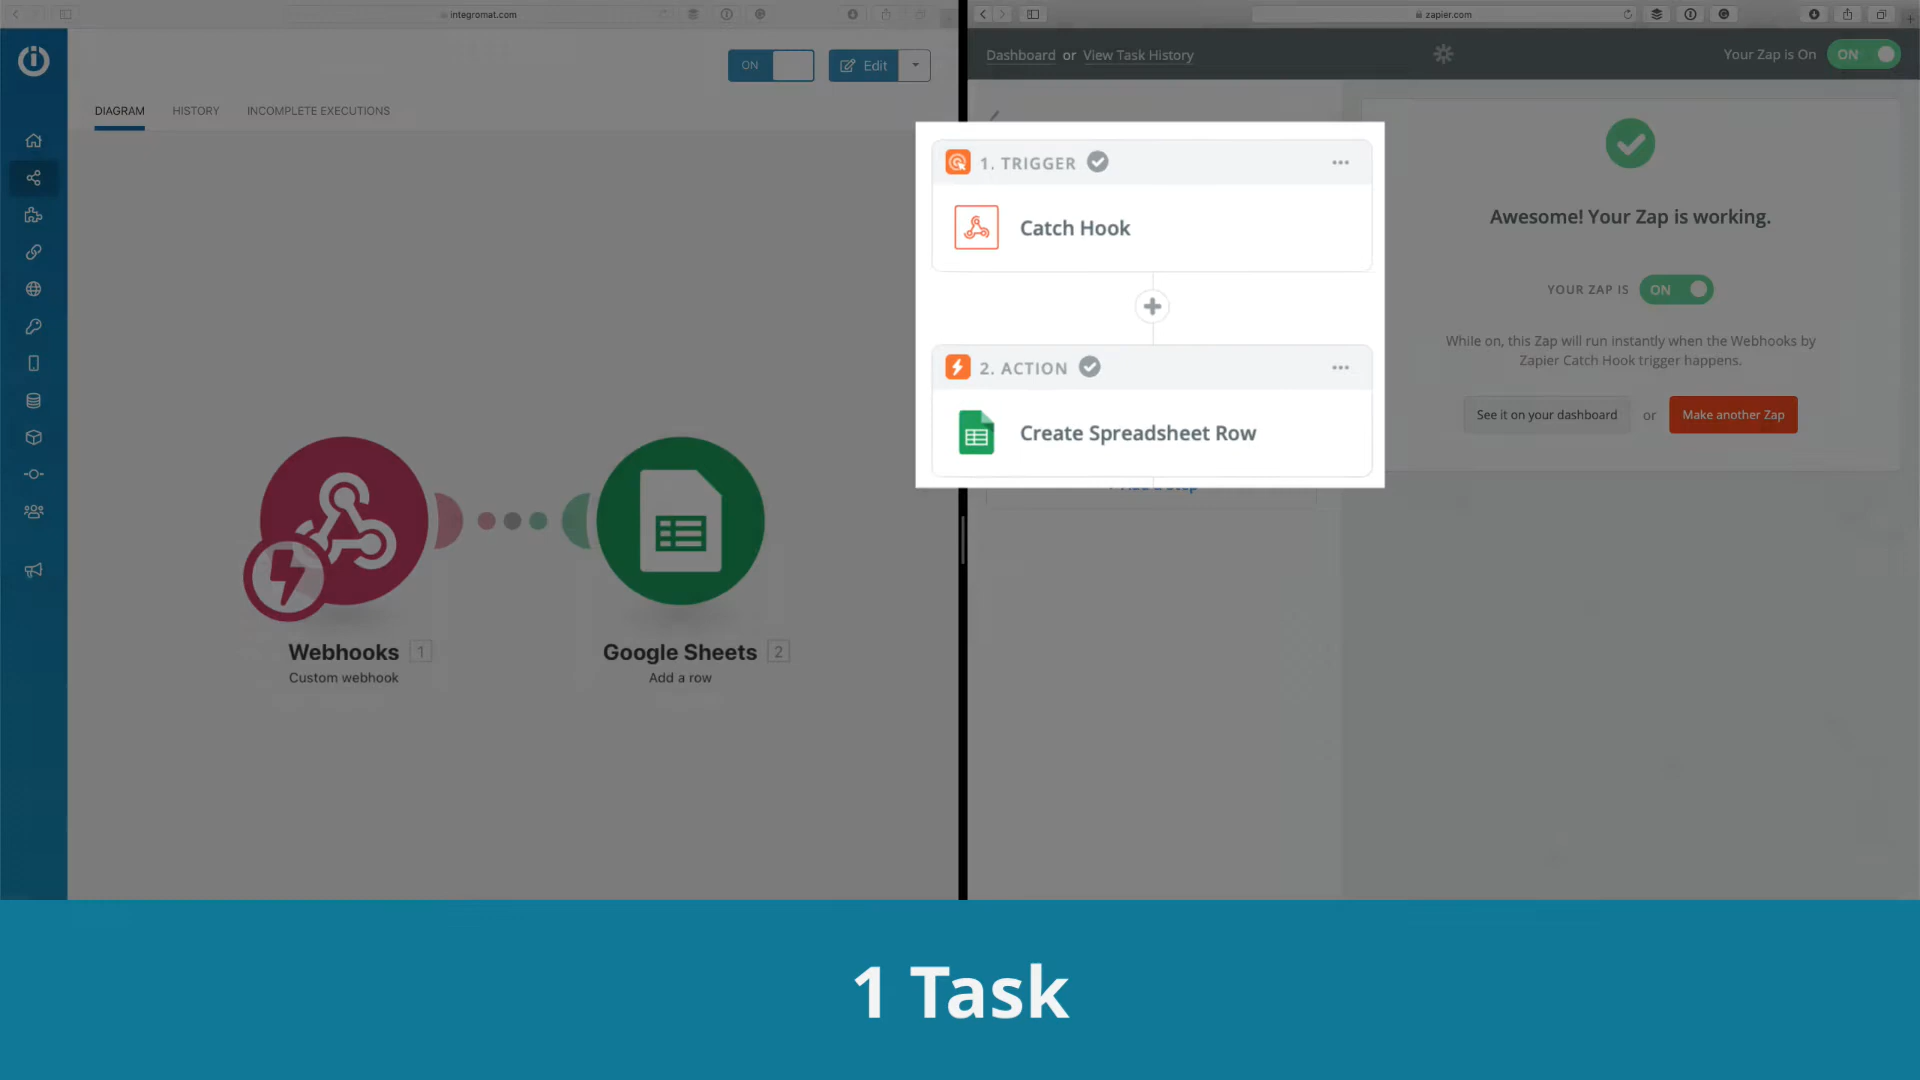 integromat.com
zapier.com
ON
Edit
DIAGRAM
HISTORY
INCOMPLETE EXECUTIONS
Webhooks 1
Custom webhook
Google Sheets 2
Add a row
Dashboard or View Task History
Your Zap is On ON
1. TRIGGER
Catch Hook
2. ACTION
Create Spreadsheet Row
Awesome! Your Zap is working.
YOUR ZAP IS ON
While on, this Zap will run instantly when the Webhooks by
Zapier Catch Hook trigger happens.
See it on your dashboard or Make another Zap
1 Task